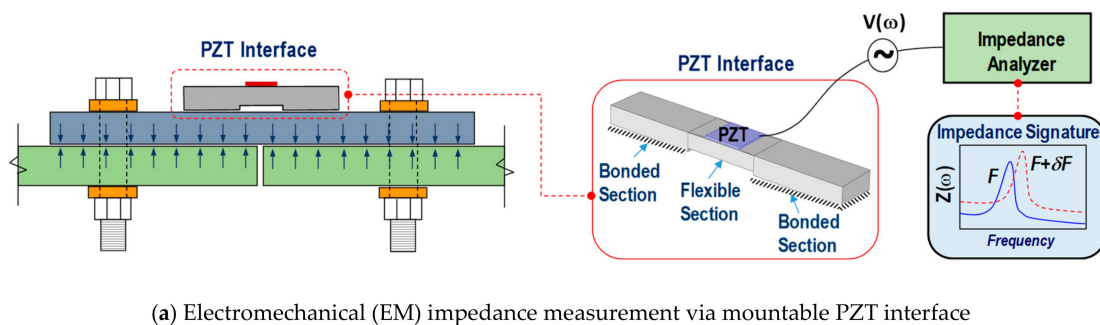 PZT Interface
PZT Interface
PZT
Bonded
Section
Flexible
Section
Bonded
Section
V(ω)
~
Impedance
Analyzer
Impedance Signature
Z(ω)
F
F+δF
Frequency
(a) Electromechanical (EM) impedance measurement via mountable PZT interface